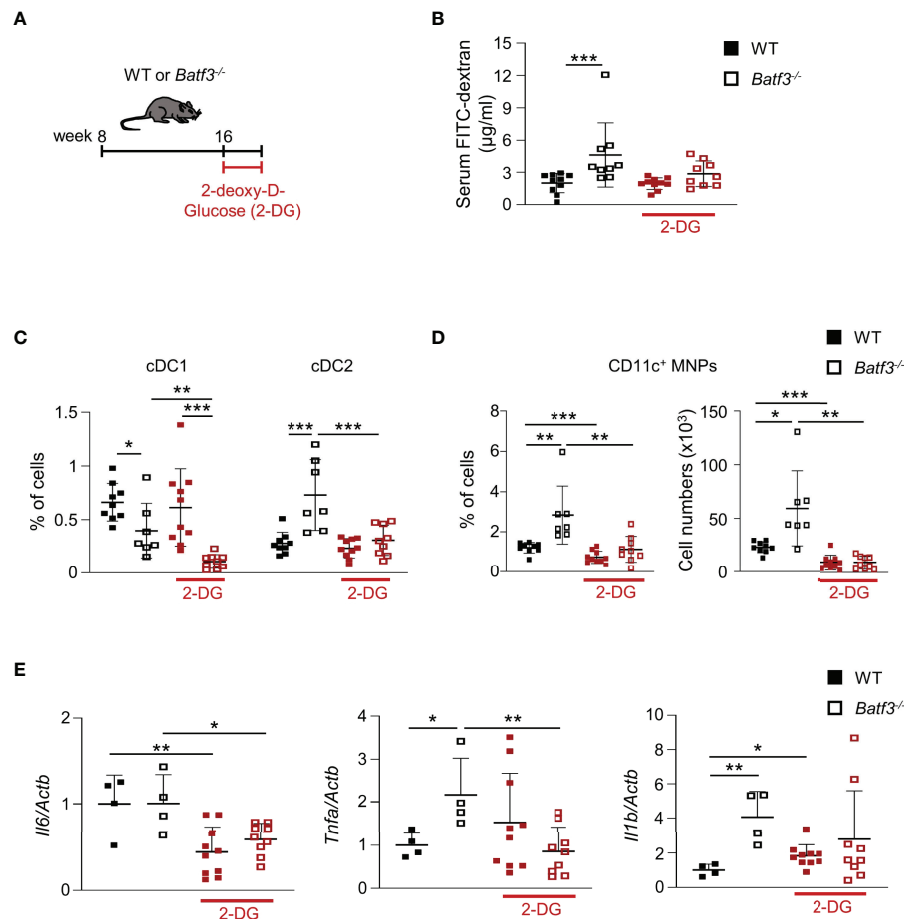 A
WT or Batf3-/-
week 8
16
2-deoxy-D-
Glucose (2-DG)
B
Serum FITC-dextran
(µg/ml)
15
12
9
6
3
0
***
2-DG
WT
Batf3-/-
C
cDC1
cDC2
% of cells
1.5
1
0.5
0
*
**
***
***
***
2-DG
2-DG
D
CD11c+ MNPs
WT
Batf3-/-
% of cells
8
6
4
2
0
***
**
**
2-DG
Cell numbers (x10³)
150
100
50
0
***
*
**
2-DG
E
WT
Batf3-/-
Il6/Actb
2
1
0
*
**
2-DG
Tnfa/Actb
4
3
2
1
0
*
**
2-DG
Il1b/Actb
10
8
6
4
2
0
*
**
2-DG